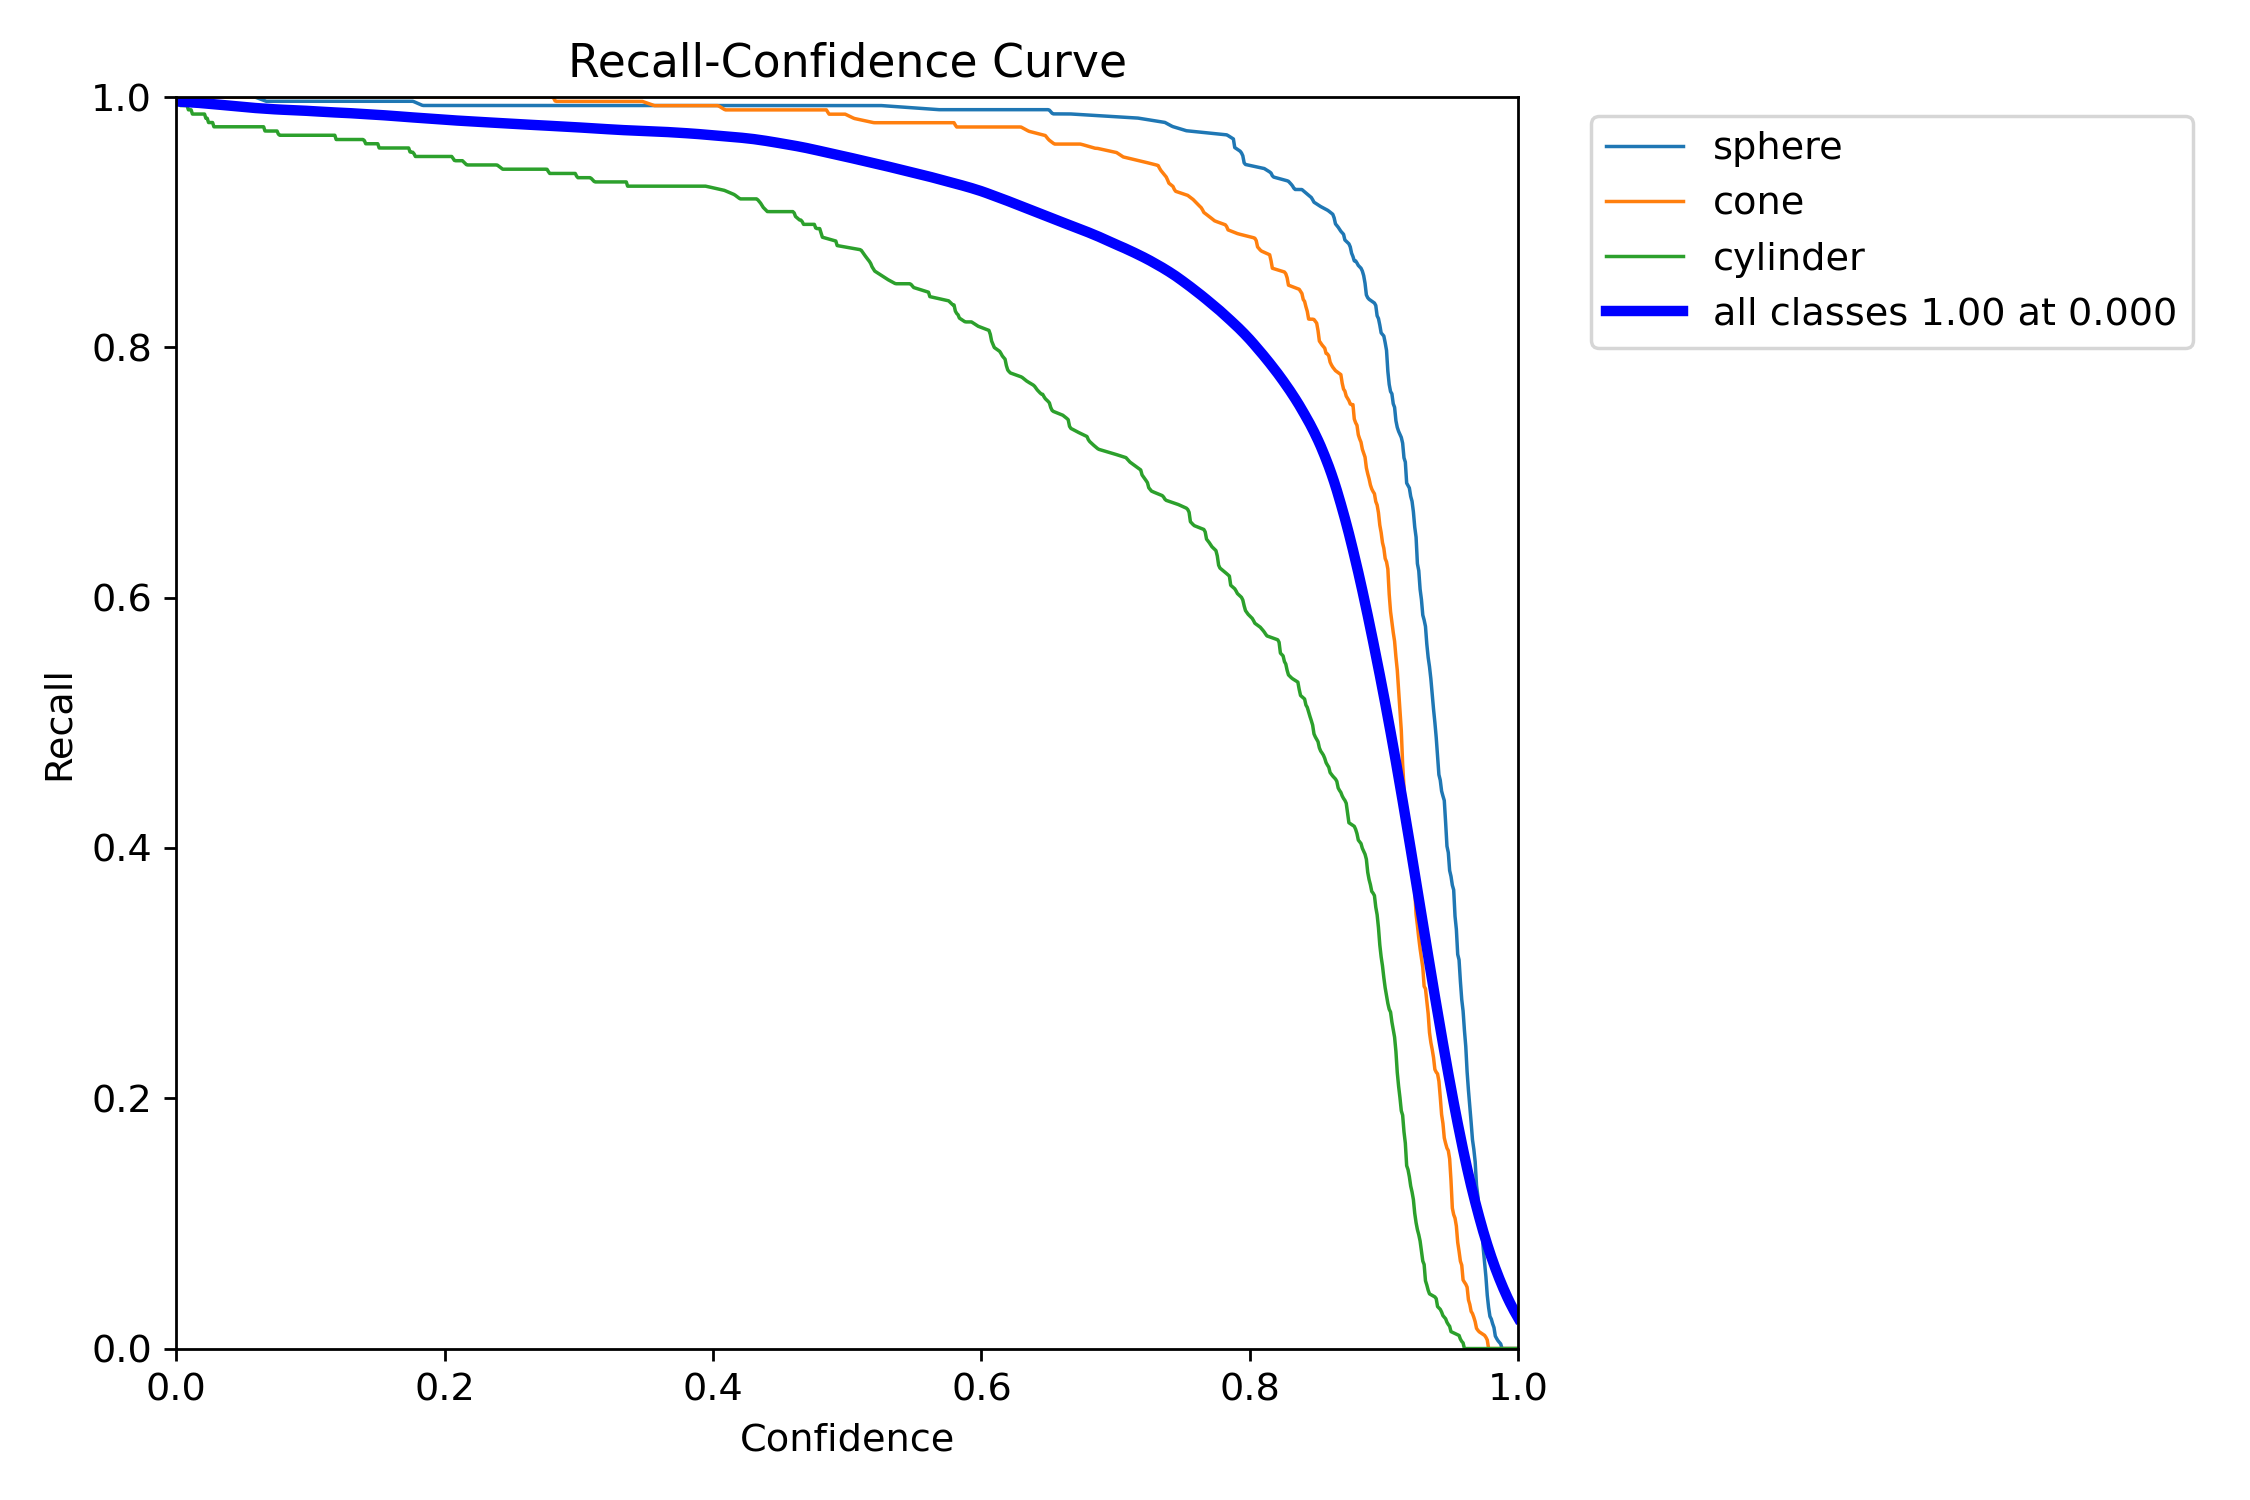 Recall-Confidence Curve
1.0
0.8
0.6
0.4
0.2
0.0
Recall
0.0 0.2 0.4 0.6 0.8 1.0
Confidence
sphere
cone
cylinder
all classes 1.00 at 0.000